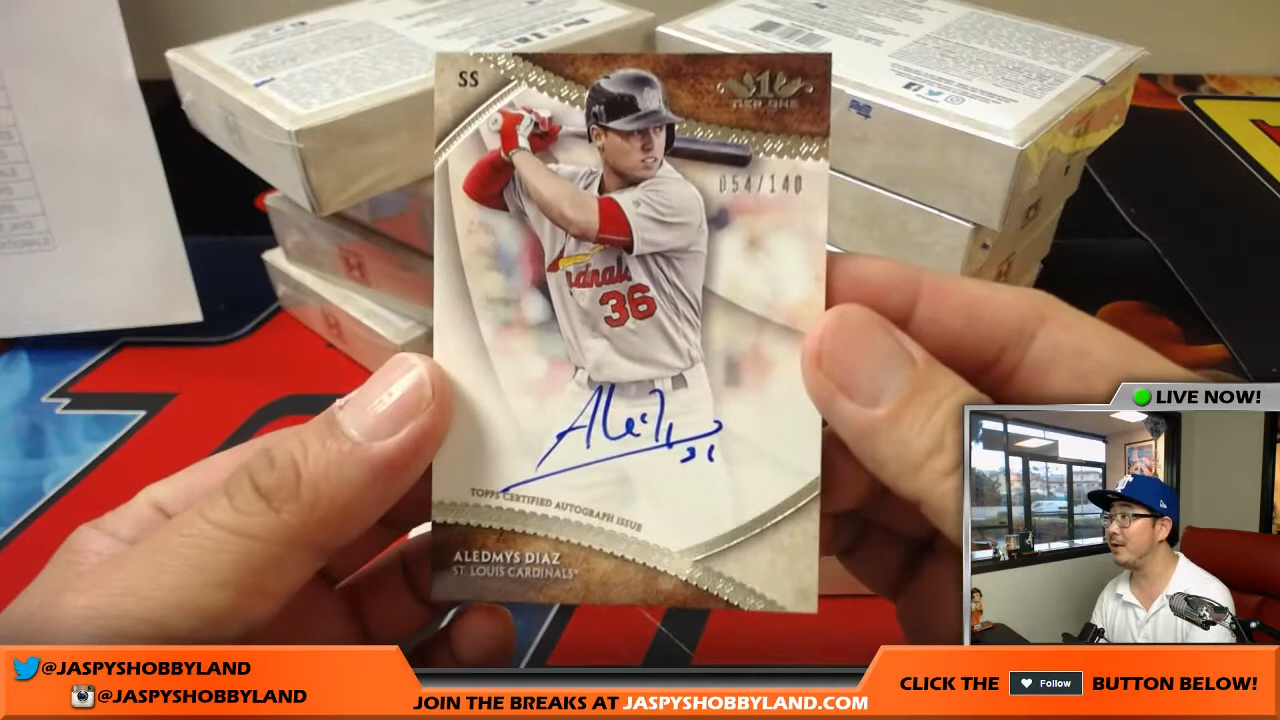 SS
1
TIER ONE
054/140
Cardinals
36
TOPPS CERTIFIED AUTOGRAPH ISSUE
ALEDMYS DIAZ
ST. LOUIS CARDINALS
LIVE NOW!
@JASPYSHOBBYLAND
@JASPYSHOBBYLAND
JOIN THE BREAKS AT JASPYSHOBBYLAND.COM
CLICK THE Follow BUTTON BELOW!